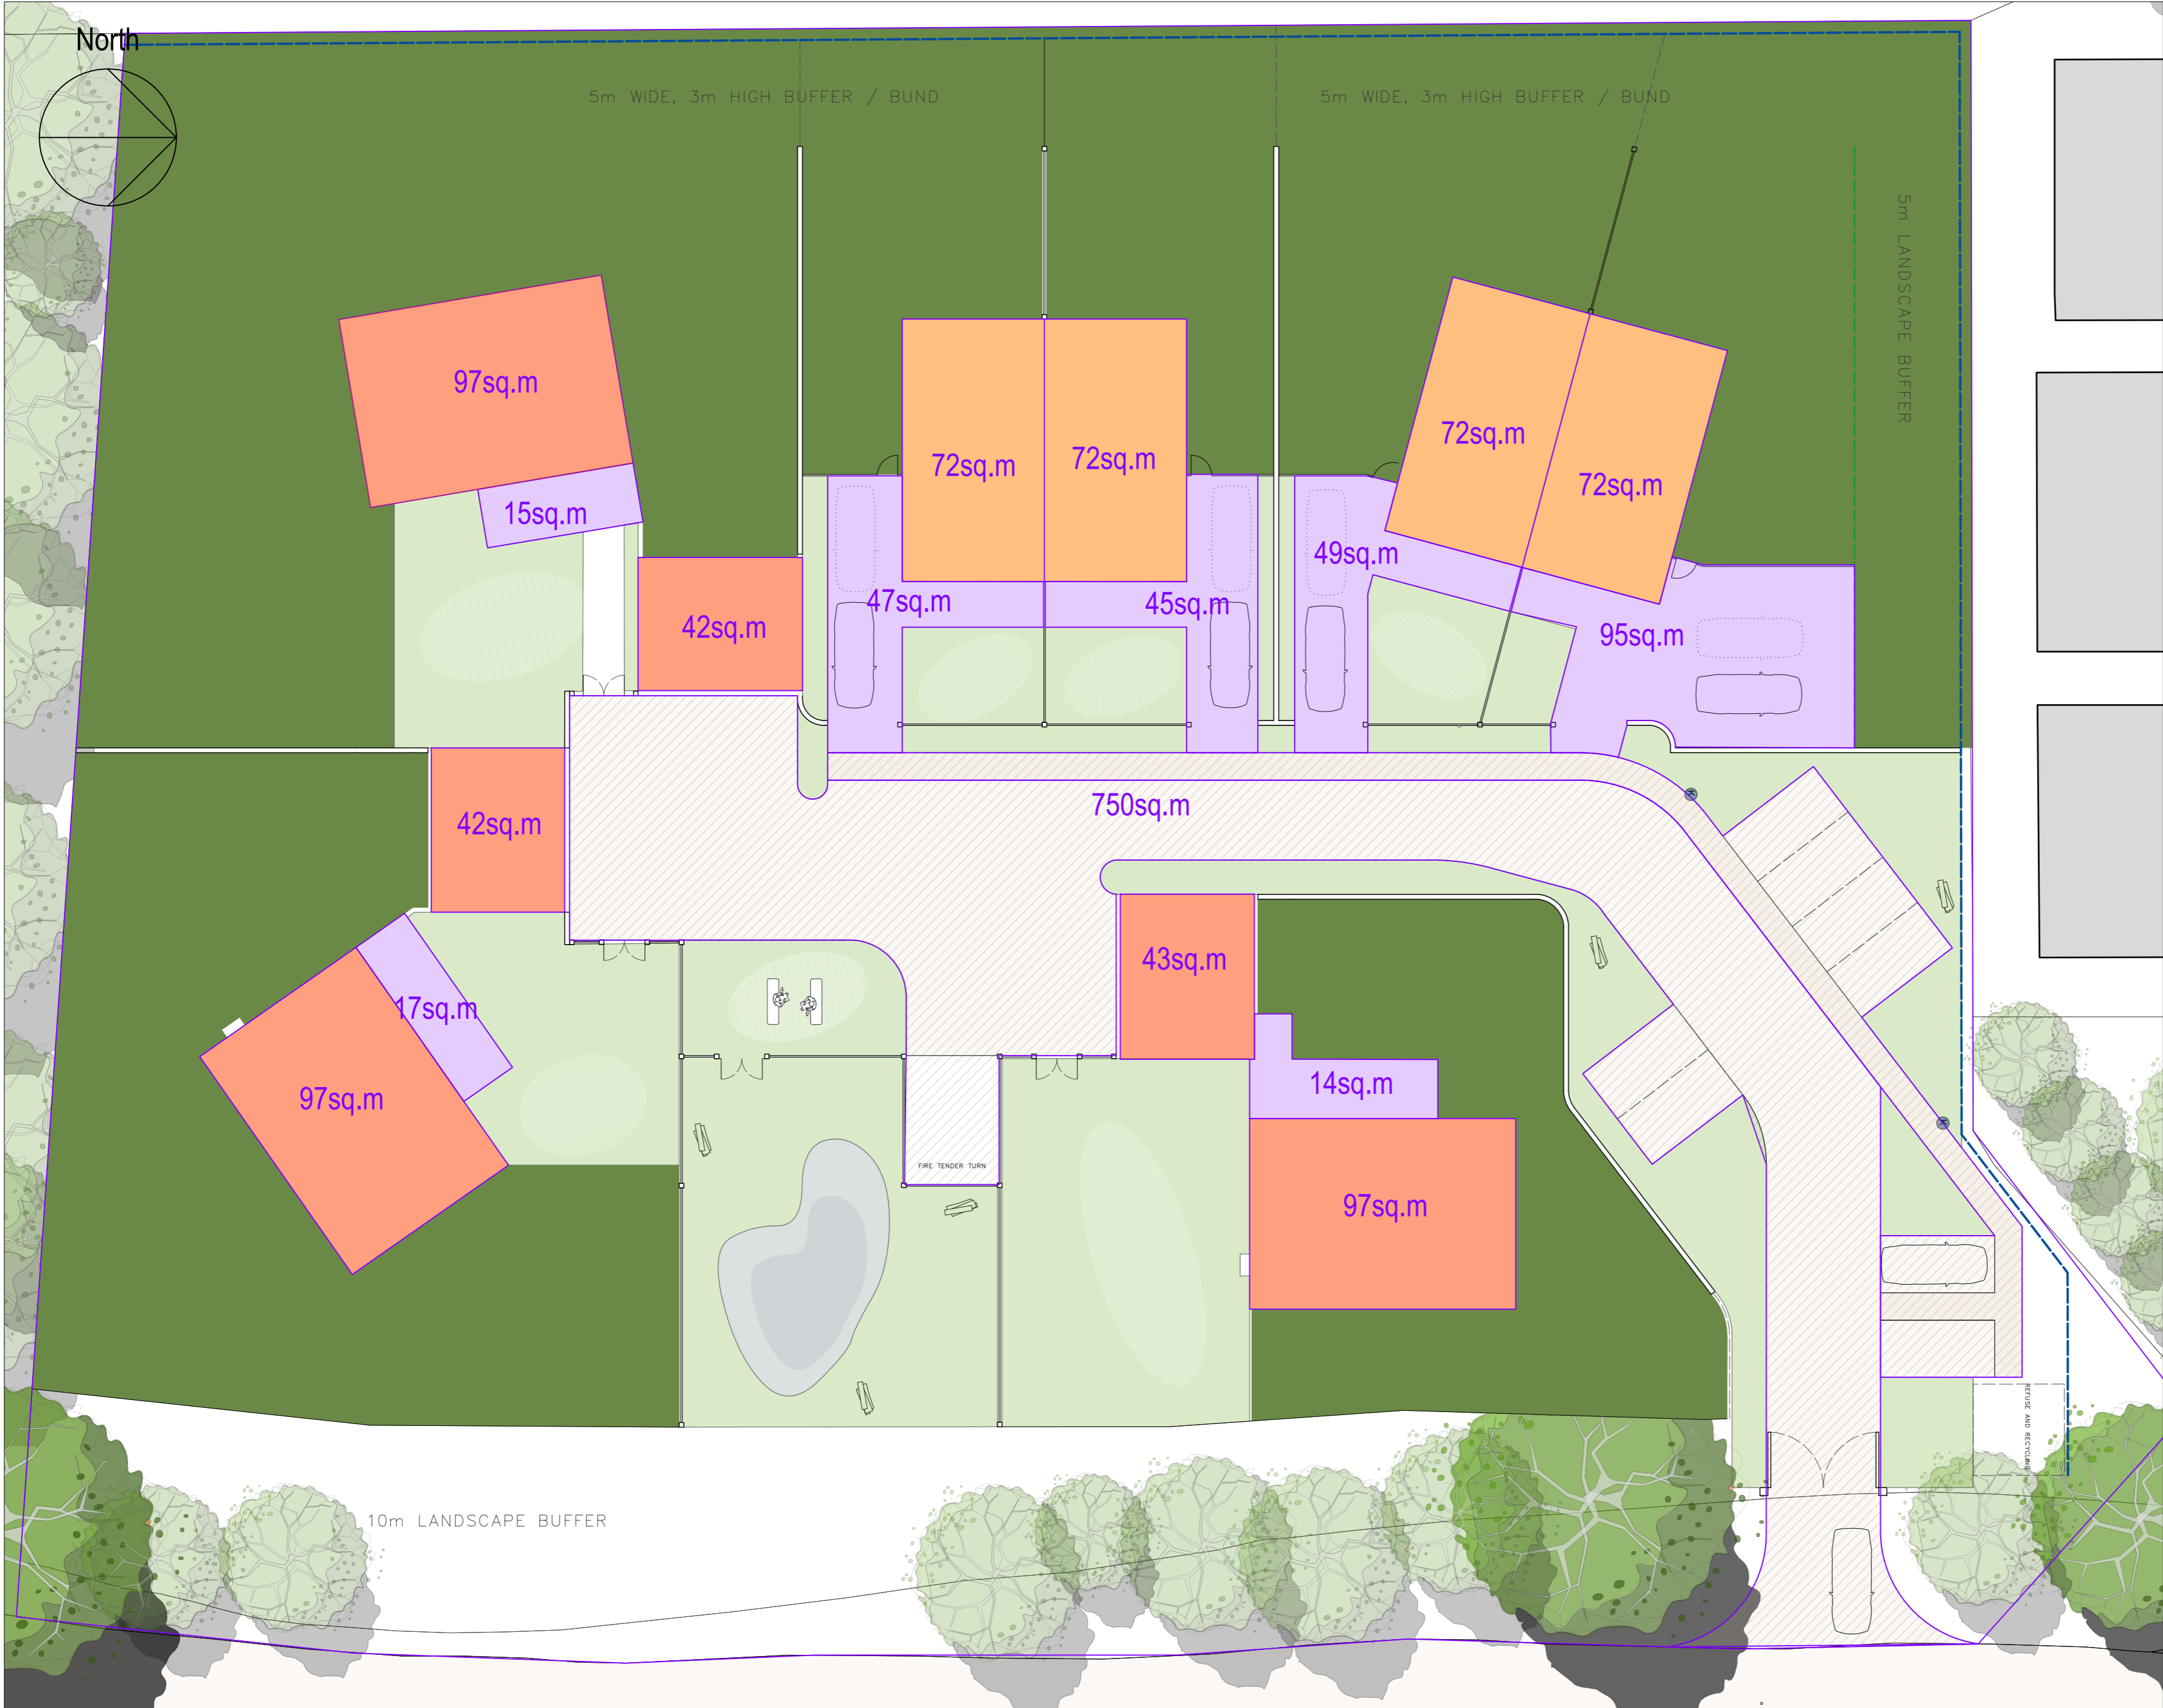 North
5m WIDE, 3m HIGH BUFFER / BUND
5m WIDE, 3m HIGH BUFFER / BUND
5m LANDSCAPE BUFFER
97sq.m
15sq.m
72sq.m
72sq.m
72sq.m
72sq.m
49sq.m
47sq.m
45sq.m
42sq.m
95sq.m
750sq.m
42sq.m
43sq.m
17sq.m
14sq.m
97sq.m
FIRE TENDER TURN
97sq.m
REFUSE AND RECYCLING
10m LANDSCAPE BUFFER